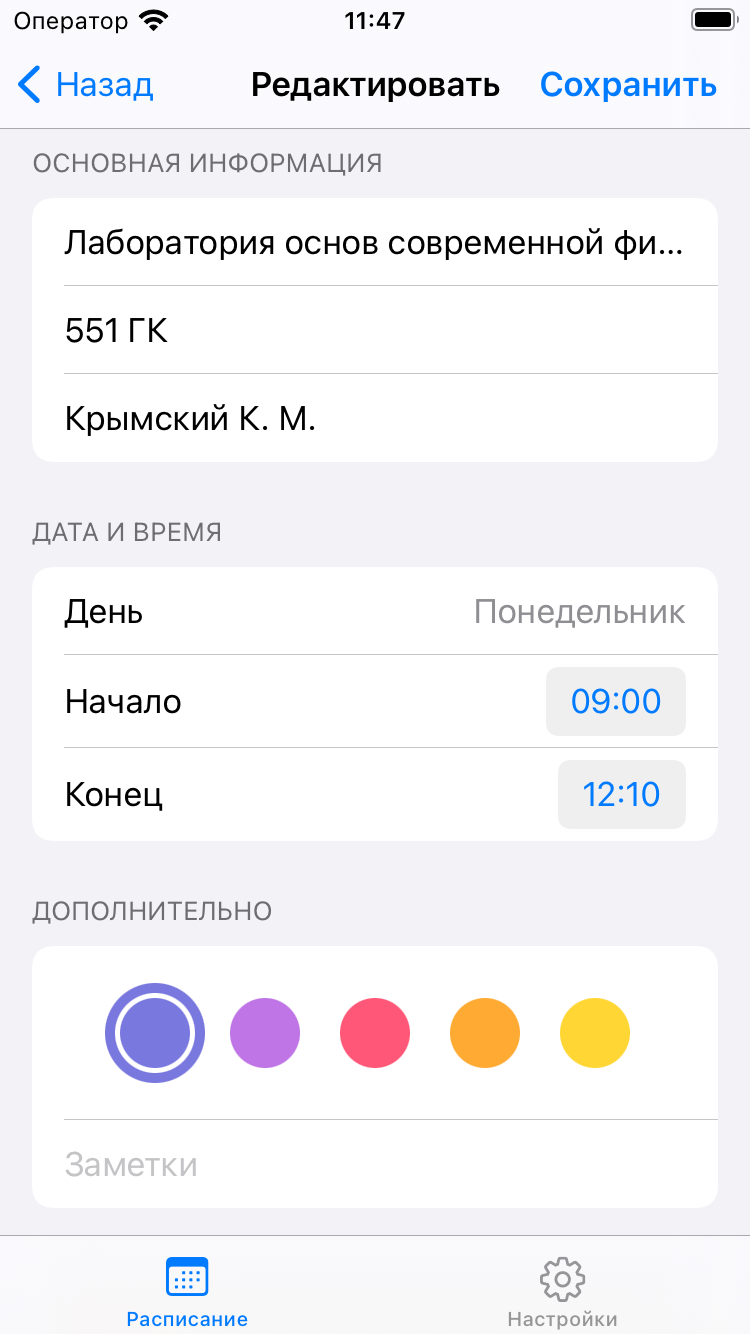 Оператор 11:47
Назад Редактировать Сохранить
ОСНОВНАЯ ИНФОРМАЦИЯ
Лаборатория основ современной фи...
551 ГК
Крымский К. М.
ДАТА И ВРЕМЯ
День Понедельник
Начало 09:00
Конец 12:10
ДОПОЛНИТЕЛЬНО
Заметки
Расписание Настройки